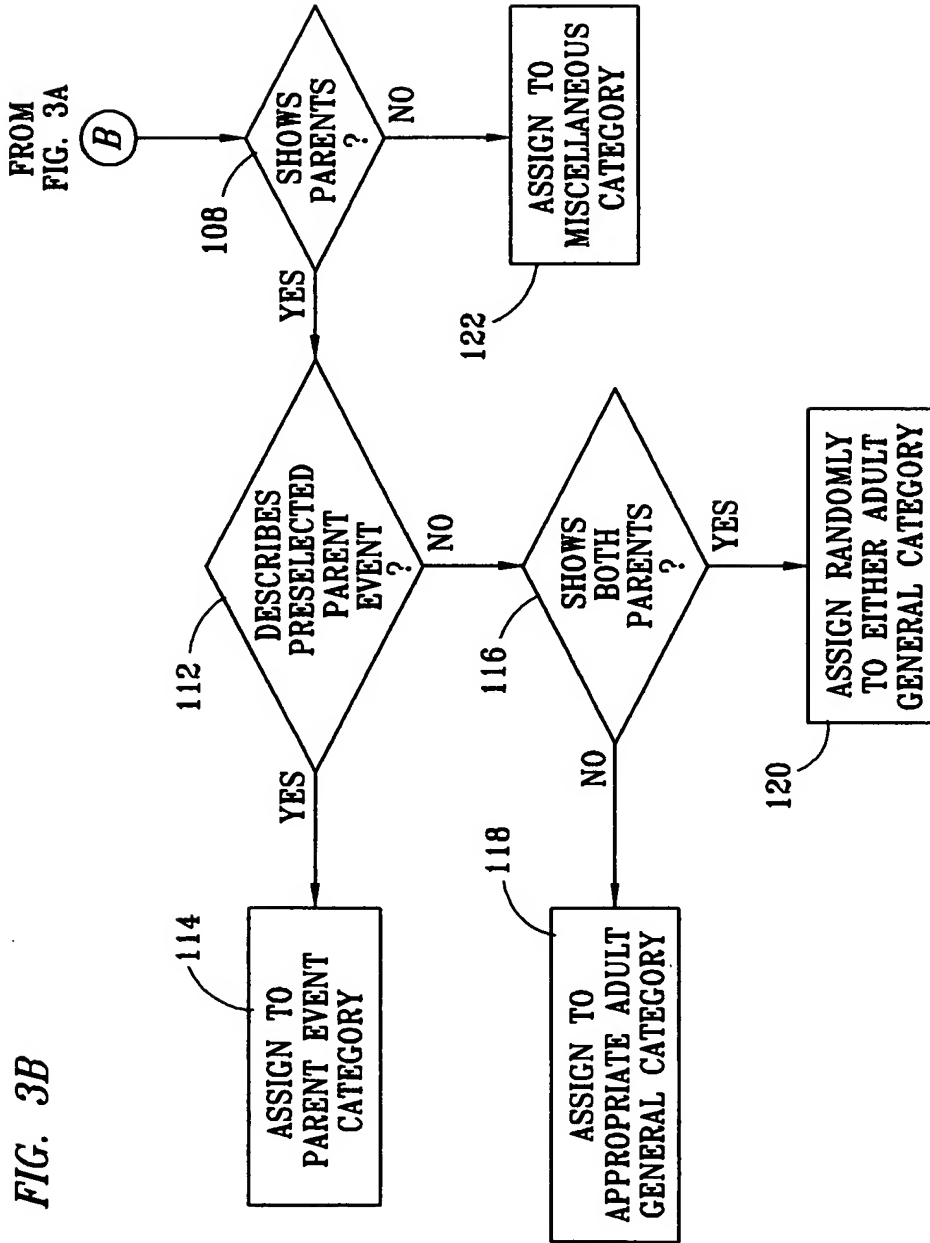 FIG. 3B
FROM
FIG. 3A
B
SHOWS
PARENTS
?
108
YES
NO
ASSIGN TO
MISCELLANEOUS
CATEGORY
122
DESCRIBES
PRESELECTED
PARENT
EVENT
?
112
YES
NO
ASSIGN TO
PARENT EVENT
CATEGORY
114
SHOWS
BOTH
PARENTS
?
116
NO
YES
ASSIGN TO
APPROPRIATE ADULT
GENERAL CATEGORY
118
ASSIGN RANDOMLY
TO EITHER ADULT
GENERAL CATEGORY
120